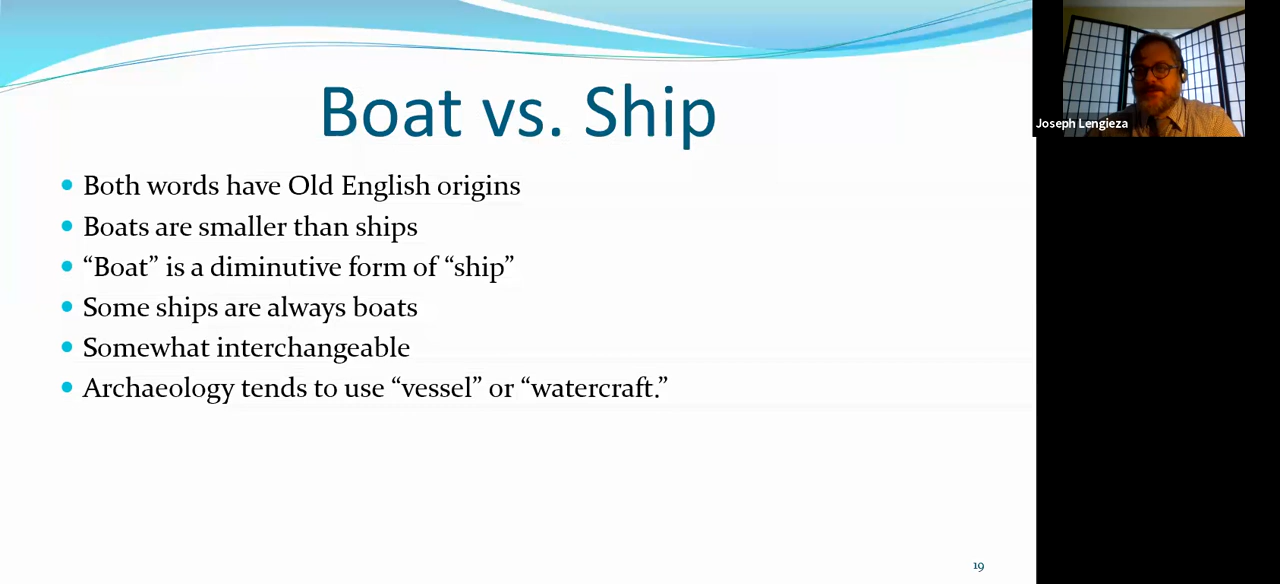 Boat vs. Ship
Both words have Old English origins
Boats are smaller than ships
“Boat” is a diminutive form of “ship”
Some ships are always boats
Somewhat interchangeable
Archaeology tends to use “vessel” or “watercraft.”
19
Joseph Lengieza